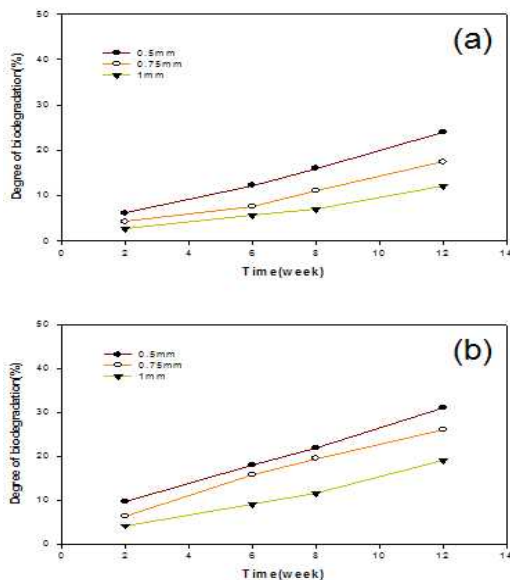 50
(a)
0.5mm
0.75mm
1mm
40
30
20
10
0
Degree of biodegradation(%)
0 2 4 6 8 10 12 14
Time(week)
50
(b)
0.5mm
0.75mm
1mm
40
30
20
10
0
Degree of biodegradation(%)
0 2 4 6 8 10 12 14
Time(week)